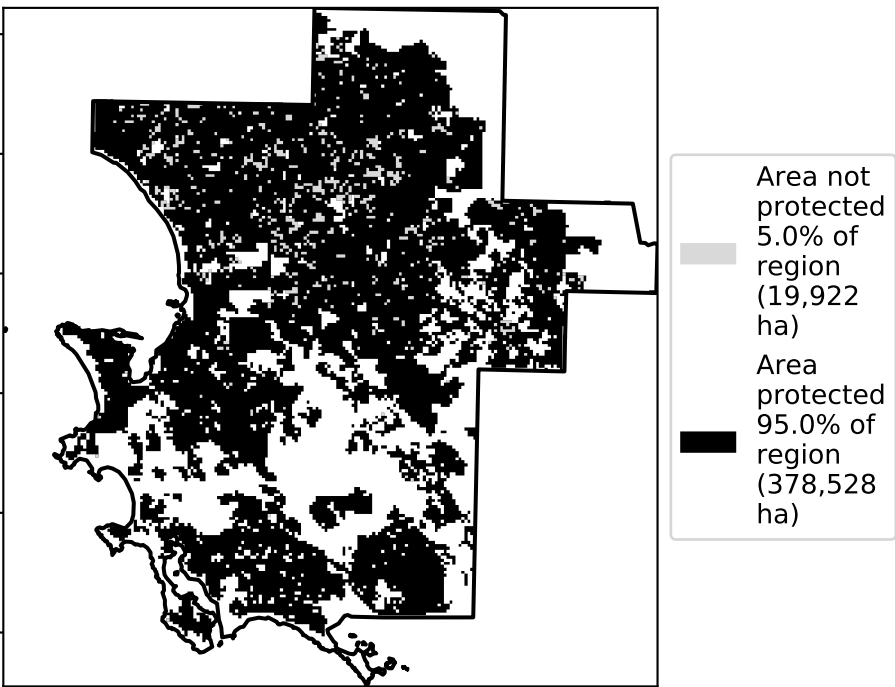 Area not
protected
5.0% of
region
(19,922
ha)
Area
protected
95.0% of
region
(378,528
ha)